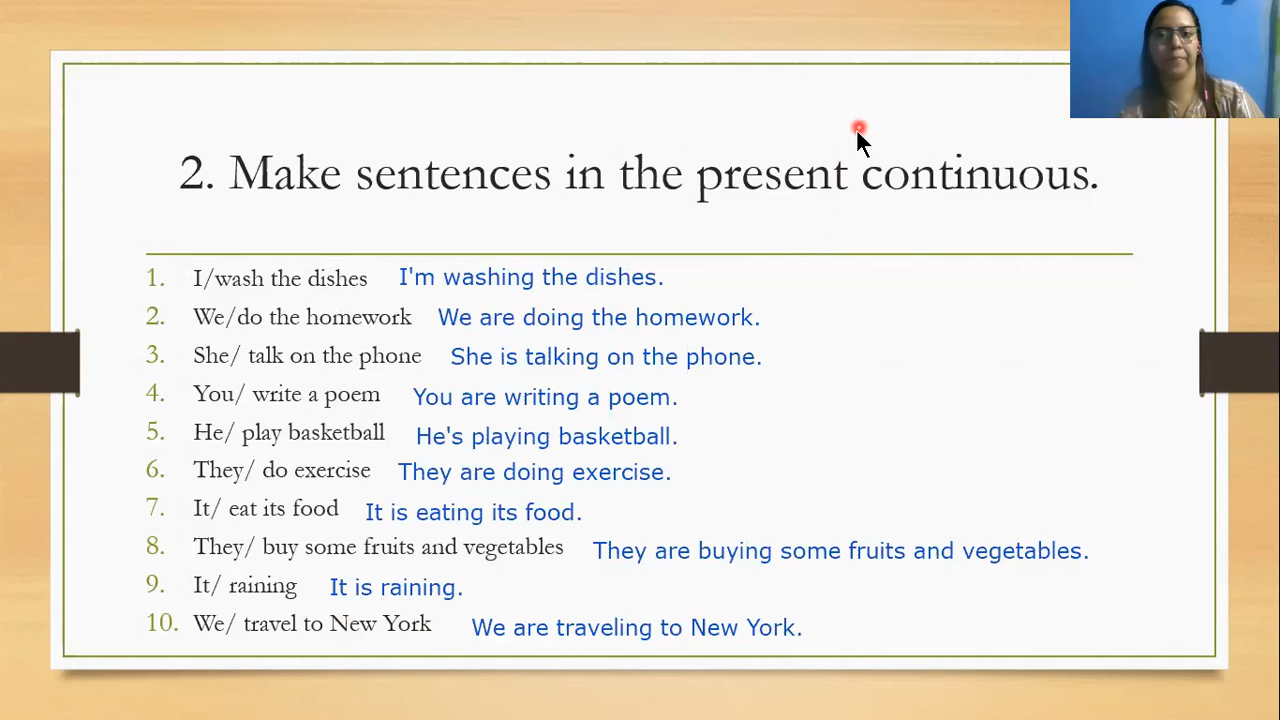 2. Make sentences in the present continuous.
1. I/wash the dishes I'm washing the dishes.
2. We/do the homework We are doing the homework.
3. She/ talk on the phone She is talking on the phone.
4. You/ write a poem You are writing a poem.
5. He/ play basketball He's playing basketball.
6. They/ do exercise They are doing exercise.
7. It/ eat its food It is eating its food.
8. They/ buy some fruits and vegetables They are buying some fruits and vegetables.
9. It/ raining It is raining.
10. We/ travel to New York We are traveling to New York.